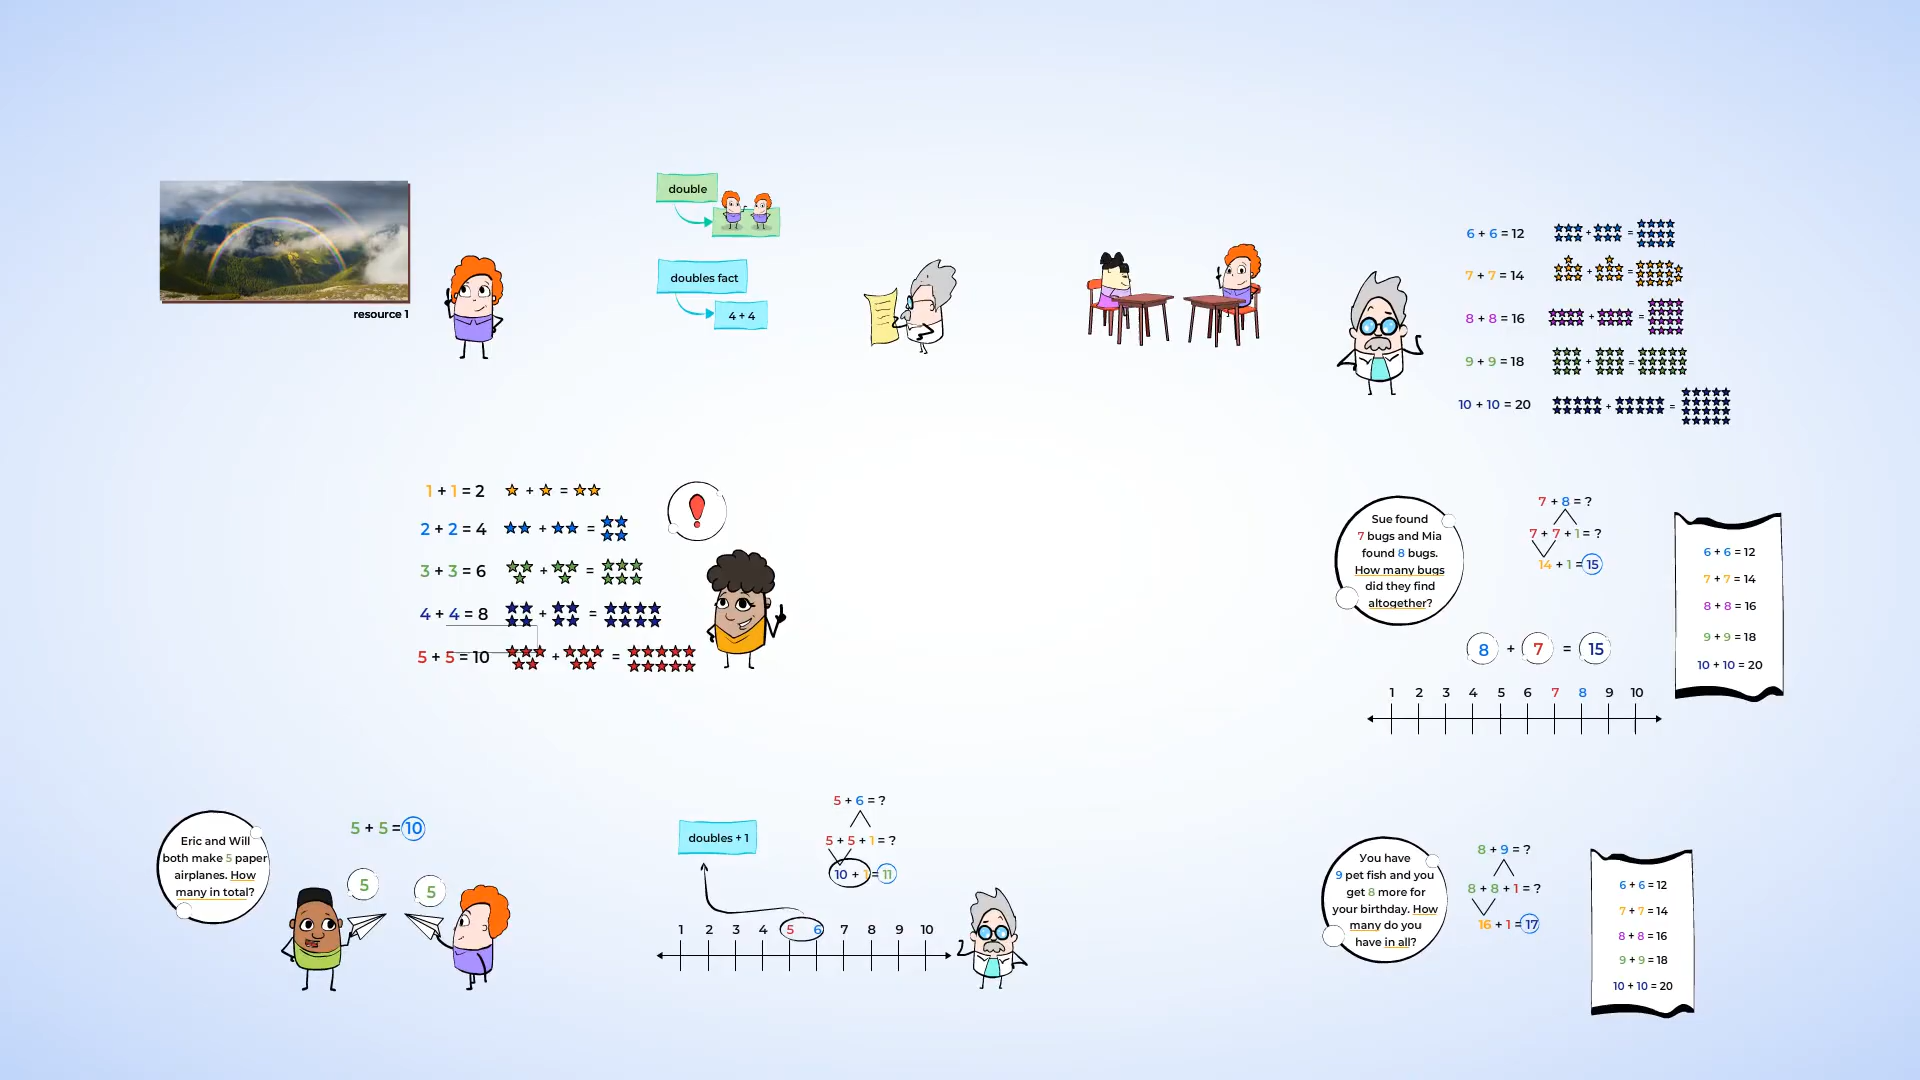 resource 1
double
doubles fact
4 + 4
6 + 6 = 12
7 + 7 = 14
8 + 8 = 16
9 + 9 = 18
10 + 10 = 20
+ =
+ =
+ =
+ =
+ =
1 + 1 = 2 + =
2 + 2 = 4 + =
3 + 3 = 6 + =
4 + 4 = 8 + =
5 + 5 = 10 + =
Sue found
7 bugs and Mia
found 8 bugs.
How many bugs
did they find
altogether?
7 + 8 = ?
7 + 7 + 1 = ?
14 + 1 = 15
8 + 7 = 15
1 2 3 4 5 6 7 8 9 10
6 + 6 = 12
7 + 7 = 14
8 + 8 = 16
9 + 9 = 18
10 + 10 = 20
Eric and Will
both make 5 paper
airplanes. How
many in total?
5 + 5 = 10
5
5
doubles + 1
5 + 6 = ?
5 + 5 + 1 = ?
10 + 1 = 11
1 2 3 4 5 6 7 8 9 10
You have
9 pet fish and you
get 8 more for
your birthday. How
many do you
have in all?
8 + 9 = ?
8 + 8 + 1 = ?
16 + 1 = 17
6 + 6 = 12
7 + 7 = 14
8 + 8 = 16
9 + 9 = 18
10 + 10 = 20